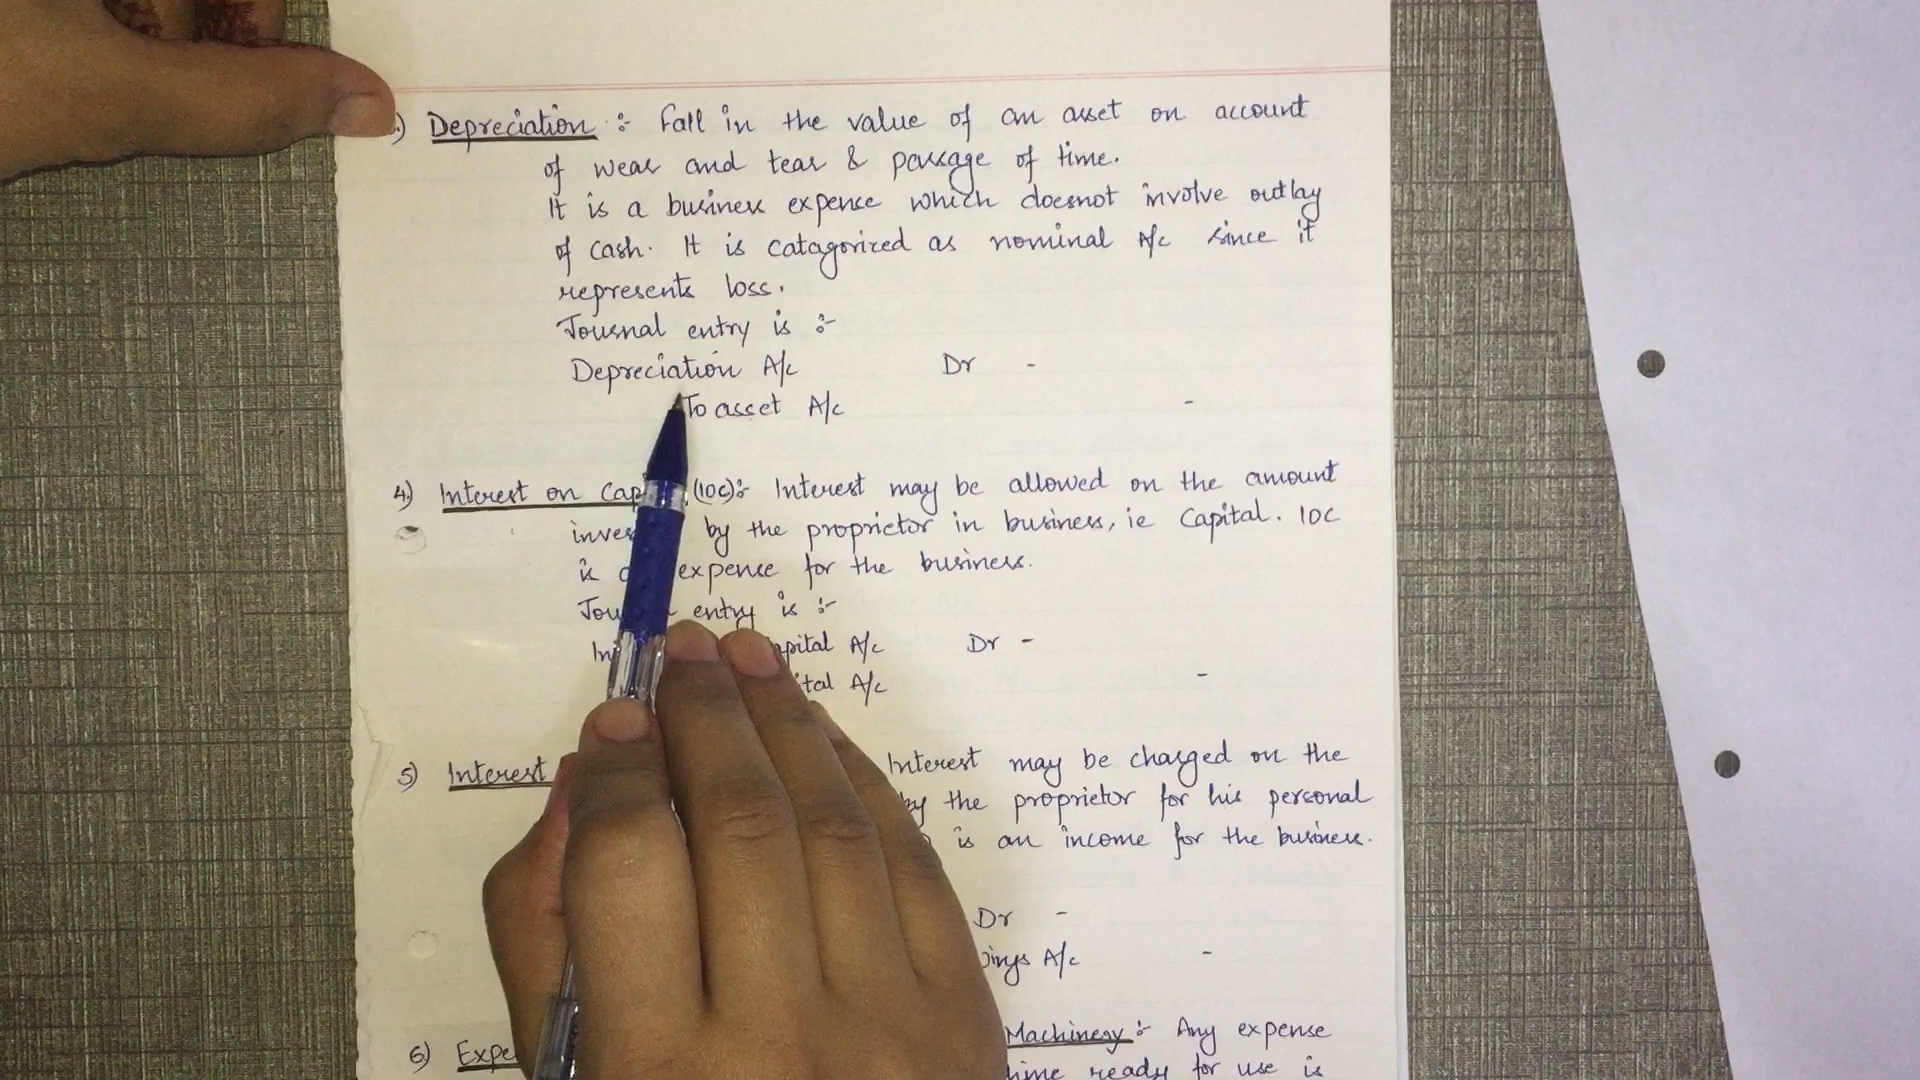 ) Depreciation :- Fall in the value of an asset on account
of wear and tear & passage of time.
It is a business expense which doesnot involve outlay
of cash. It is catagorized as nominal A/c since it
represents loss.
Journal entry is :-
Depreciation A/c Dr -
To asset A/c -
4) Interest on Cap (IOC):- Interest may be allowed on the amount
by the proprietor in business, ie Capital. IOC
is expense for the business.
entry is :-
A/c Dr -
A/c -
5) Interest Interest may be charged on the
by the proprietor for his personal
is an income for the business.
Dr -
A/c -
6) Machinery :- Any expense
ready for use is